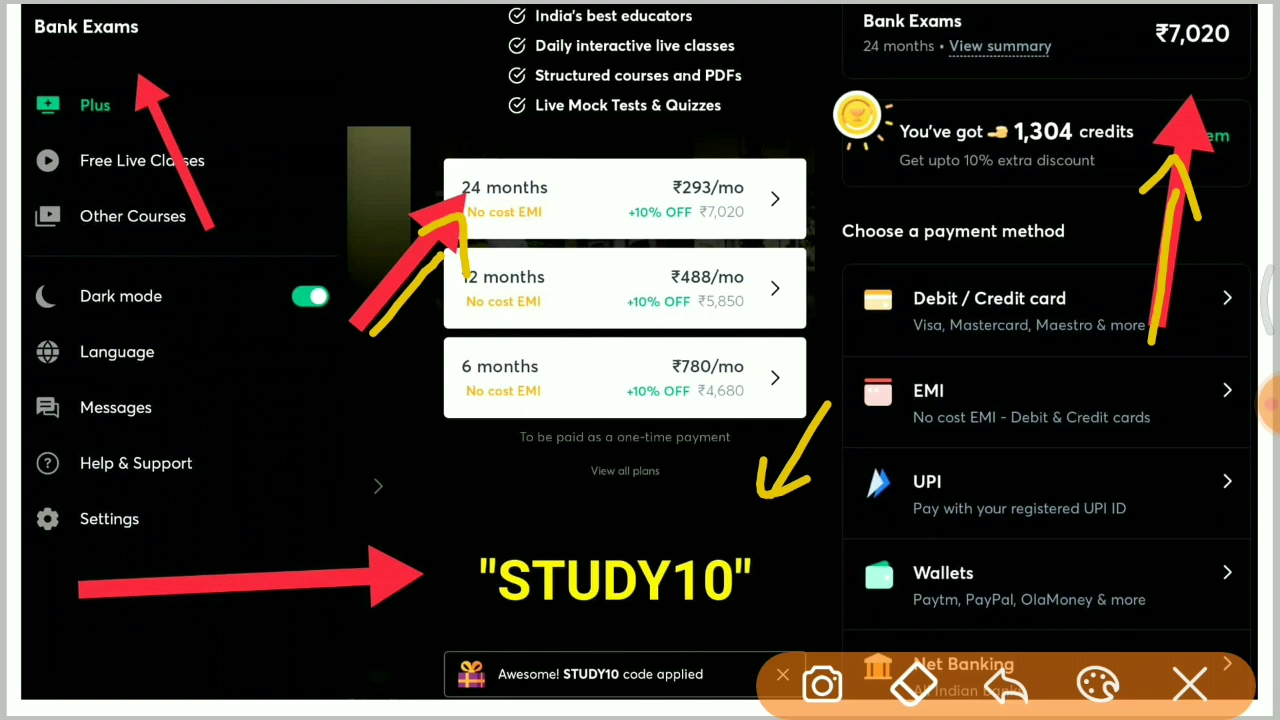 Bank Exams
Plus
Free Live Classes
Other Courses
Dark mode
Language
Messages
Help & Support
Settings
India's best educators
Daily interactive live classes
Structured courses and PDFs
Live Mock Tests & Quizzes
24 months ₹293/mo
No cost EMI +10% OFF ₹7,020
12 months ₹488/mo
No cost EMI +10% OFF ₹5,850
6 months ₹780/mo
No cost EMI +10% OFF ₹4,680
To be paid as a one-time payment
View all plans
"STUDY10"
Awesome! STUDY10 code applied
Bank Exams ₹7,020
24 months • View summary
You've got 1,304 credits
Get upto 10% extra discount
Choose a payment method
Debit / Credit card
Visa, Mastercard, Maestro & more
EMI
No cost EMI - Debit & Credit cards
UPI
Pay with your registered UPI ID
Wallets
Paytm, PayPal, OlaMoney & more
Net Banking
All Indian banks